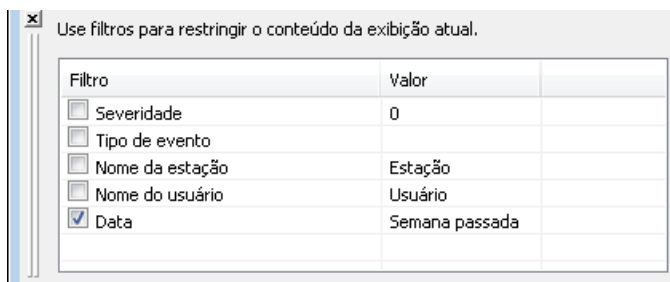 Use filtros para restringir o conteúdo da exibição atual.
Filtro Valor
Severidade 0
Tipo de evento
Nome da estação Estação
Nome do usuário Usuário
Data Semana passada